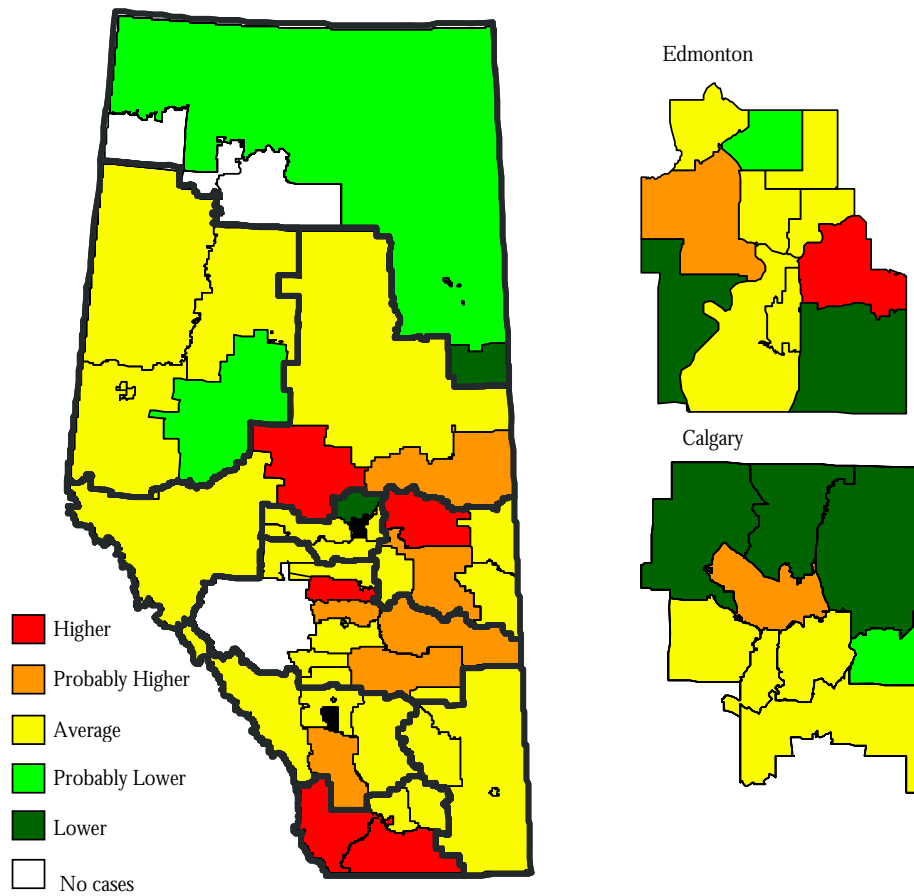 Edmonton
Calgary
Higher
Probably Higher
Average
Probably Lower
Lower
No cases